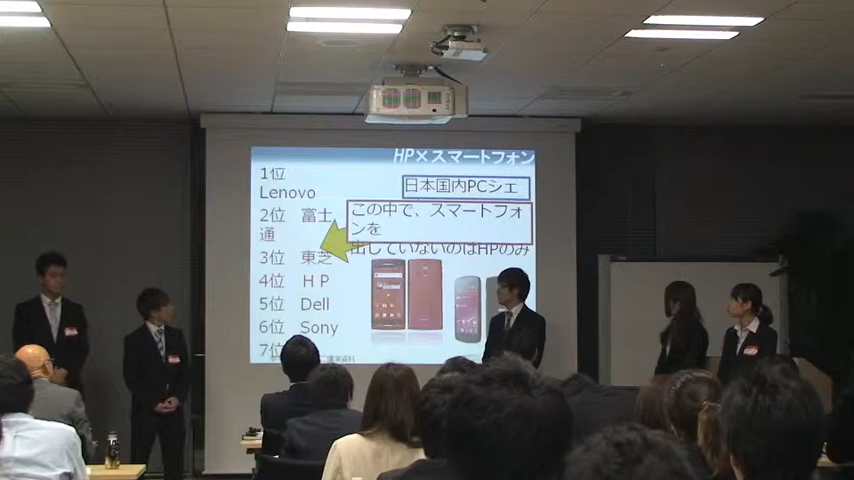 HP×スマートフォン
1位
Lenovo
日本国内PCシェ
2位 富士
通
この中で、スマートフォ
ンを
出していないのはHPのみ
3位 東芝
4位 HP
5位 Dell
6位 Sony
7位